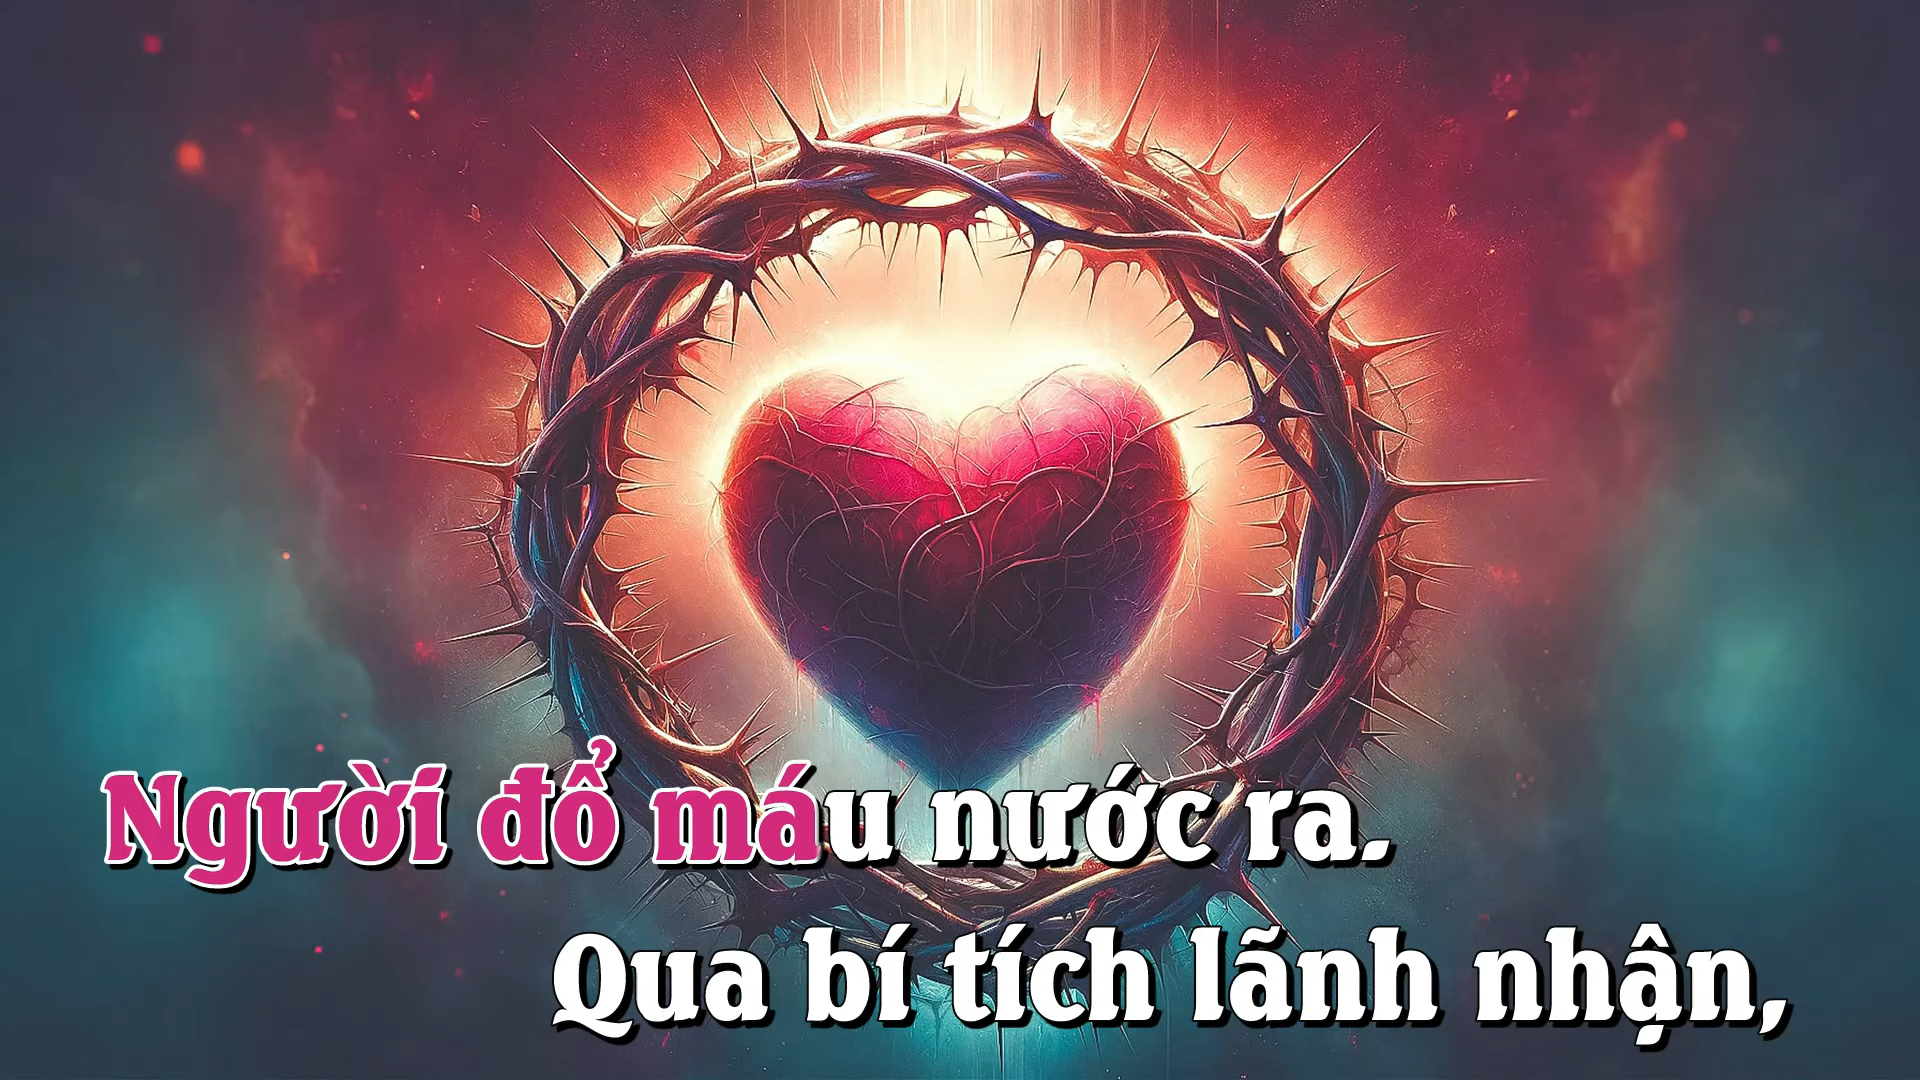 Người đổ máu nước ra.
Qua bí tích lãnh nhận,